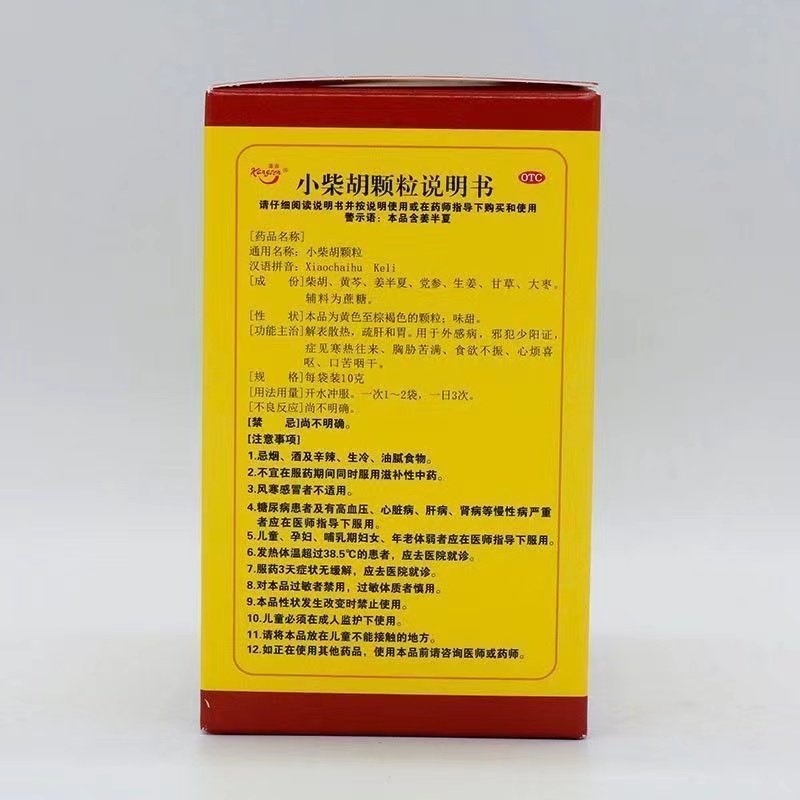 Kangiya
小柴胡颗粒说明书
OTC
请仔细阅读说明书并按说明使用或在药师指导下购买和使用
警示语：本品含姜半夏
[药品名称]
通用名称：小柴胡颗粒
汉语拼音：Xiaochaihu Keli
[成 份]柴胡、黄芩、姜半夏、党参、生姜、甘草、大枣。
辅料为蔗糖。
[性 状]本品为黄色至棕褐色的颗粒；味甜。
[功能主治]解表散热，疏肝和胃。用于外感病，邪犯少阳证，
症见寒热往来、胸胁苦满、食欲不振、心烦喜
呕、口苦咽干。
[规 格]每袋装10克
[用法用量]开水冲服。一次1～2袋，一日3次。
[不良反应]尚不明确。
[禁 忌]尚不明确。
[注意事项]
1.忌烟、酒及辛辣、生冷、油腻食物。
2.不宜在服药期间同时服用滋补性中药。
3.风寒感冒者不适用。
4.糖尿病患者及有高血压、心脏病、肝病、肾病等慢性病严重
者应在医师指导下服用。
5.儿童、孕妇、哺乳期妇女、年老体弱者应在医师指导下服用。
6.发热体温超过38.5℃的患者，应去医院就诊。
7.服药3天症状无缓解，应去医院就诊。
8.对本品过敏者禁用，过敏体质者慎用。
9.本品性状发生改变时禁止使用。
10.儿童必须在成人监护下使用。
11.请将本品放在儿童不能接触的地方。
12.如正在使用其他药品，使用本品前请咨询医师或药师。